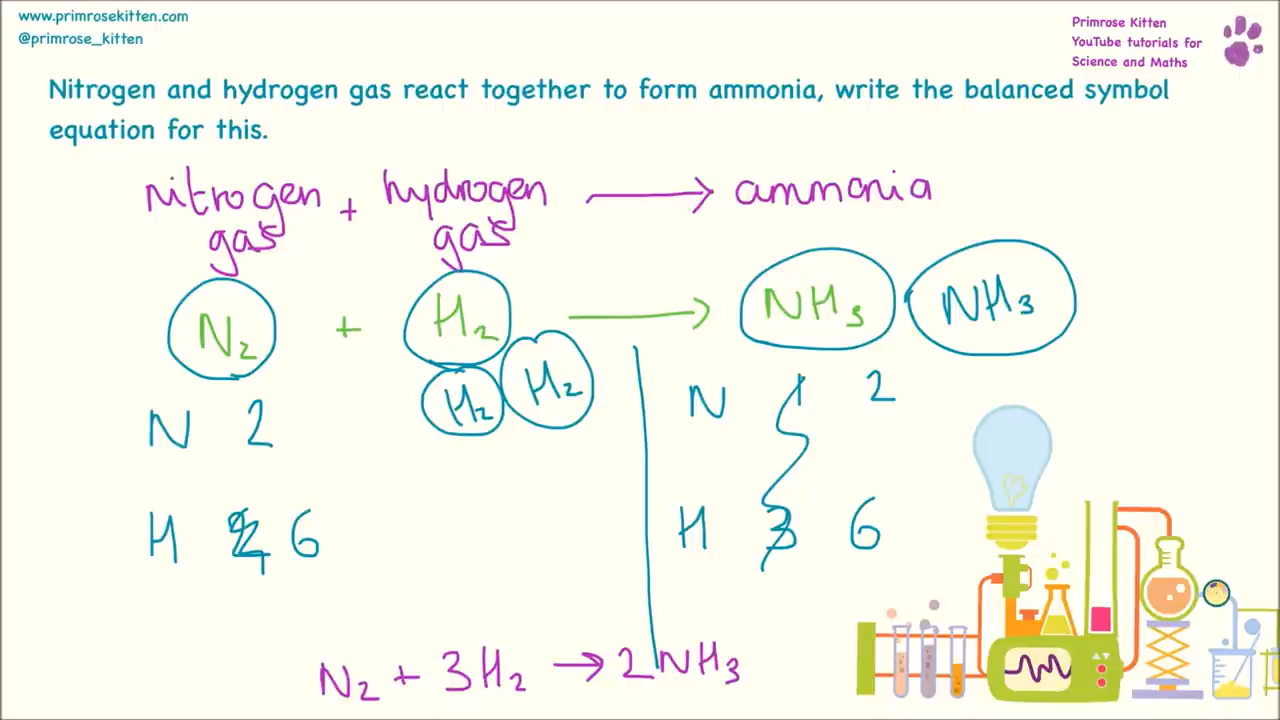 www.primrosekitten.com
@primrose_kitten
Primrose Kitten
YouTube tutorials for
Science and Maths
Nitrogen and hydrogen gas react together to form ammonia, write the balanced symbol
equation for this.
nitrogen + hydrogen → ammonia
gas gas
N₂ + H₂ → NH₃ NH₃
H₂ H₂
N 2 N 1 2
H 6 H 3 6
N₂ + 3H₂ → 2NH₃